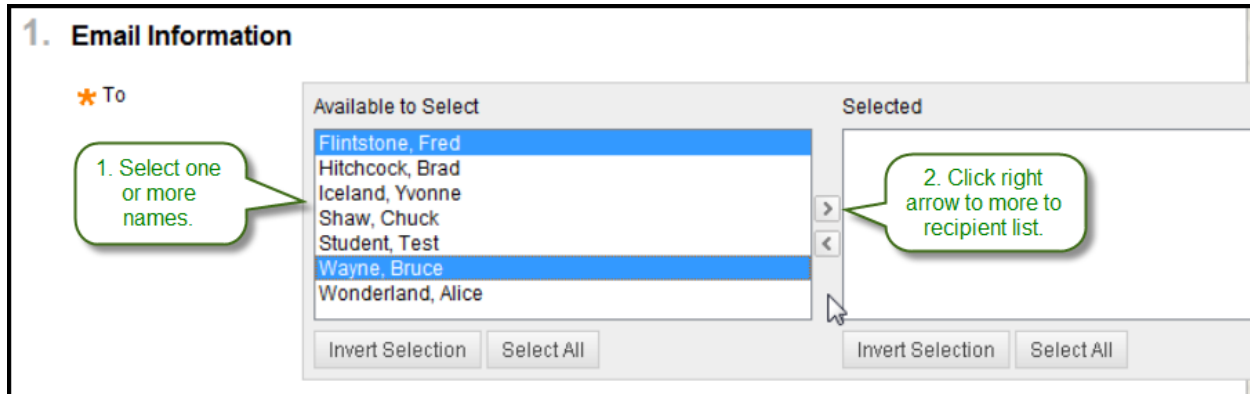 1. Email Information
* To
Available to Select
Selected
Flintstone, Fred
Hitchcock, Brad
Iceland, Yvonne
Shaw, Chuck
Student, Test
Wayne, Bruce
Wonderland, Alice
1. Select one
or more
names.
>
<
2. Click right
arrow to more to
recipient list.
Invert Selection
Select All
Invert Selection
Select All